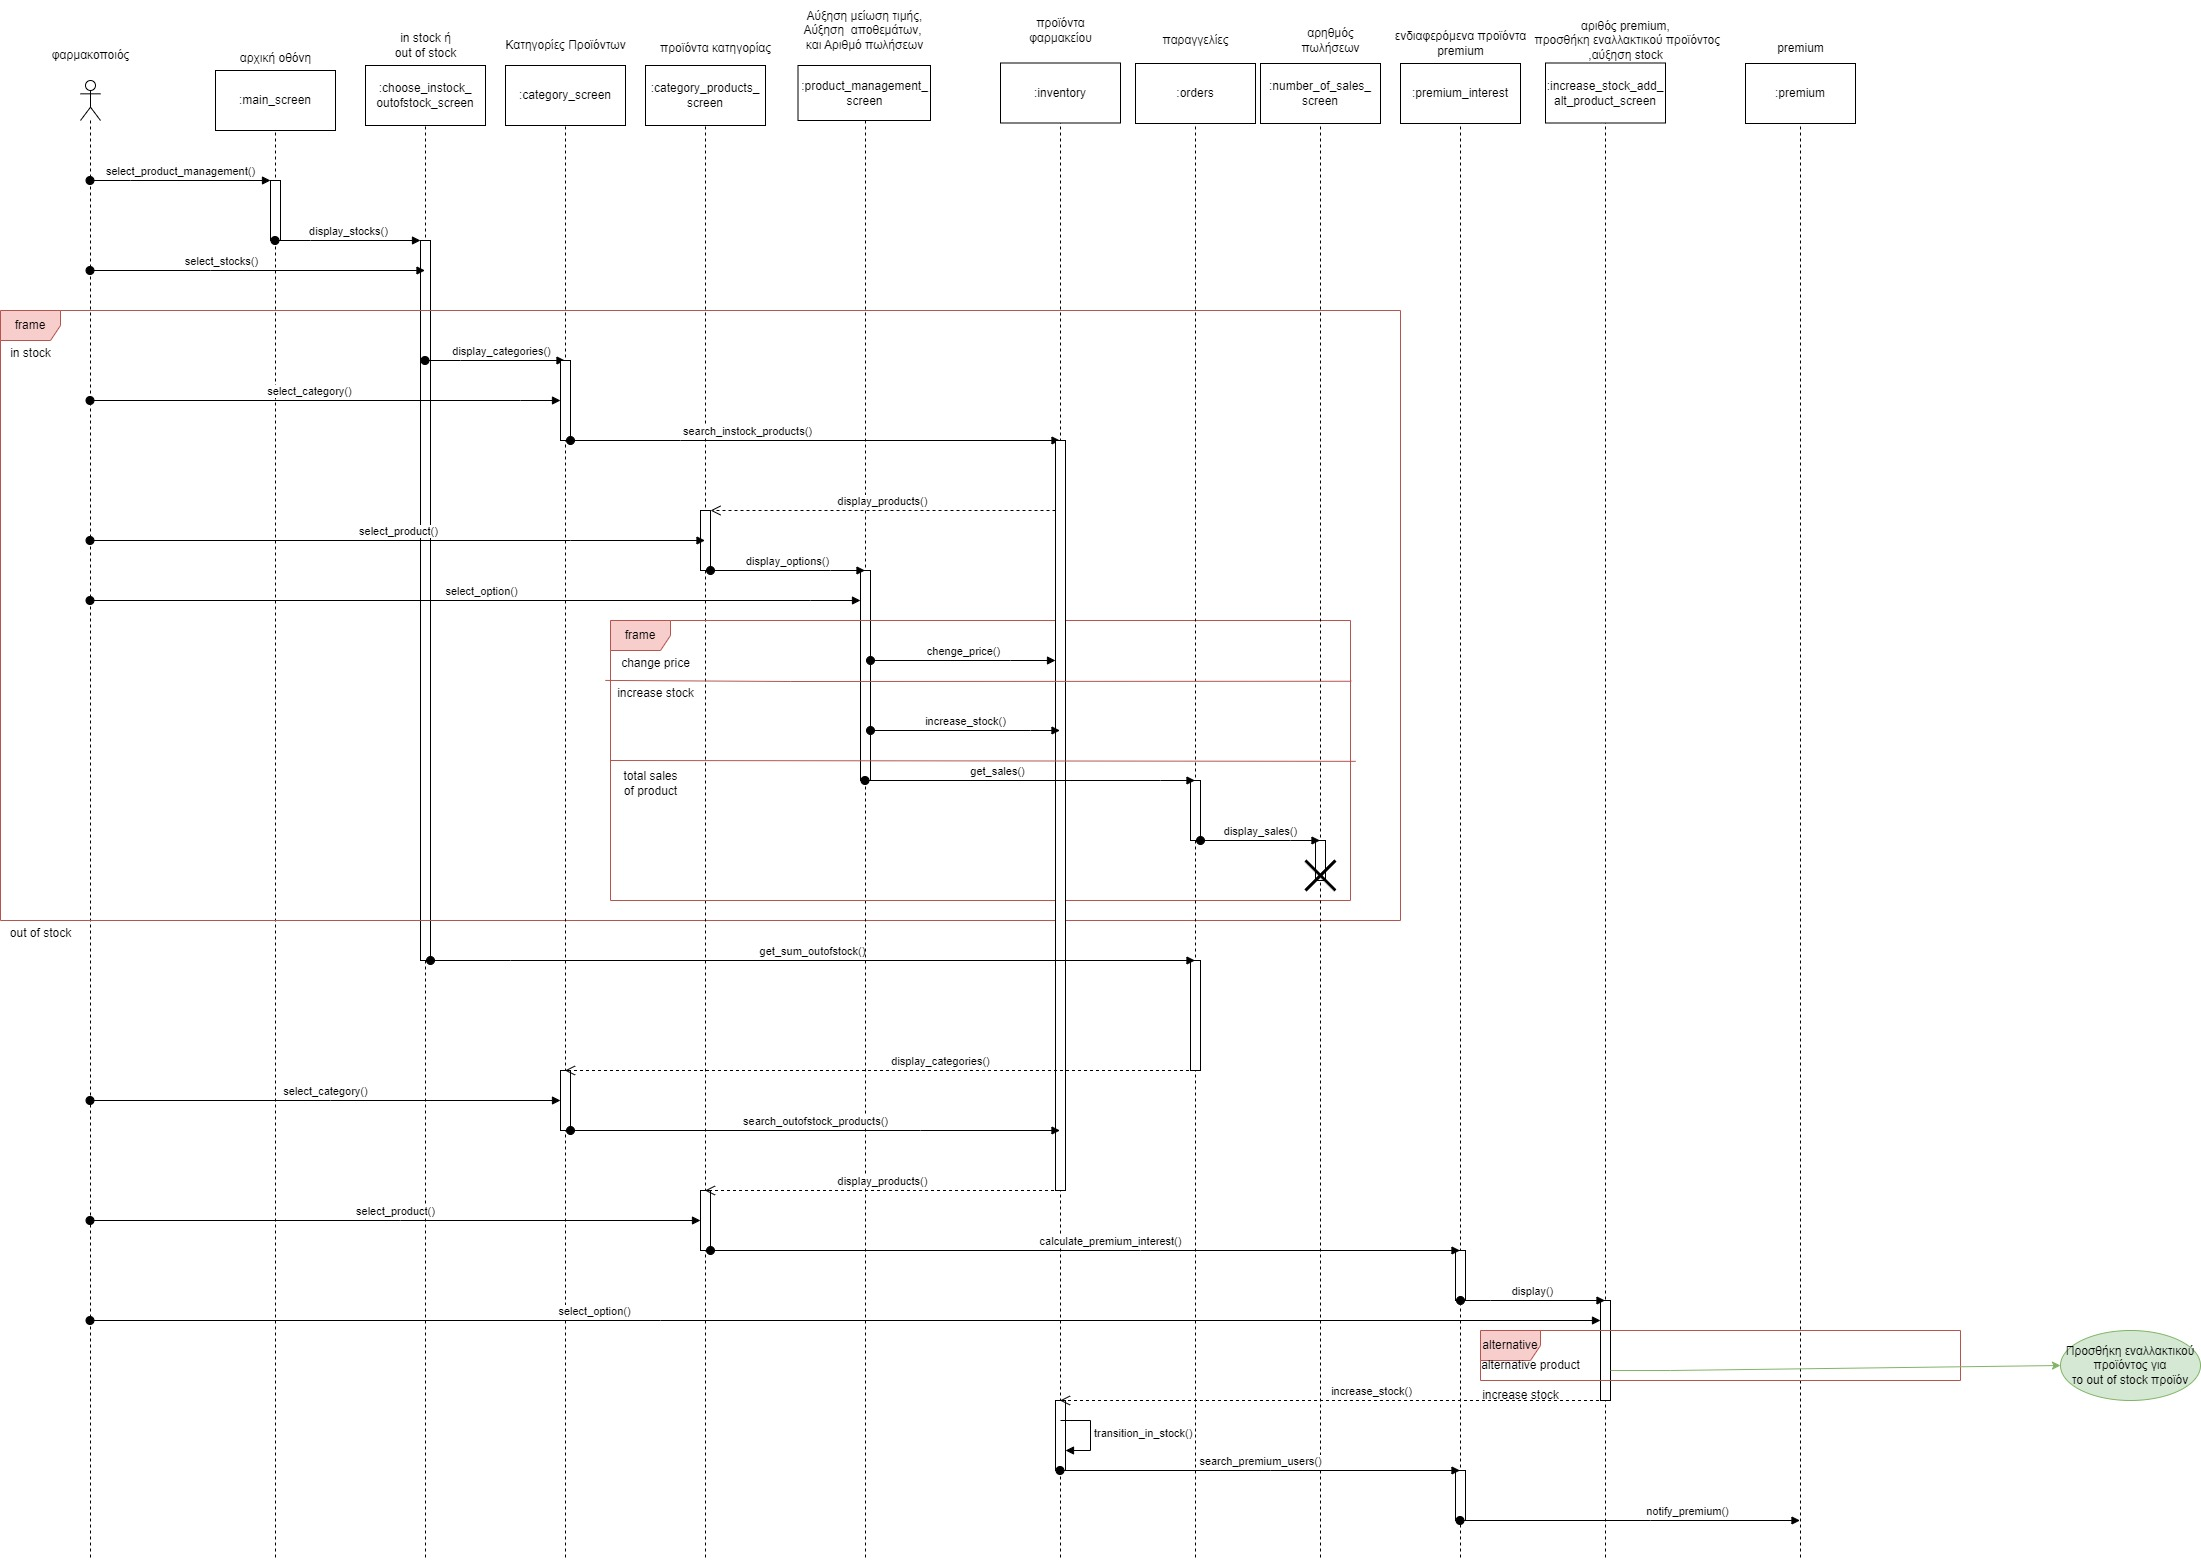 φαρμακοποιός
αρχική οθόνη
in stock ή
out of stock
Κατηγορίες Προϊόντων
προϊόντα κατηγορίας
Αύξηση μείωση τιμής,
Αύξηση αποθεμάτων,
και Αριθμό πωλήσεων
προϊόντα
φαρμακείου
παραγγελίες
αρηθμός
πωλήσεων
ενδιαφερόμενα προϊόντα
premium
αριθός premium,
προσθήκη εναλλακτικού προϊόντος
,αύξηση stock
premium
:main_screen
:choose_instock_
outofstock_screen
:category_screen
:category_products_
screen
:product_management_
screen
:inventory
:orders
:number_of_sales_
screen
:premium_interest
:increase_stock_add_
alt_product_screen
:premium
select_product_management()
display_stocks()
select_stocks()
frame
in stock
display_categories()
select_category()
search_instock_products()
display_products()
select_product()
display_options()
select_option()
frame
change price
chenge_price()
increase stock
increase_stock()
total sales
of product
get_sales()
display_sales()
out of stock
get_sum_outofstock()
display_categories()
select_category()
search_outofstock_products()
display_products()
select_product()
calculate_premium_interest()
display()
select_option()
alternative
alternative product
Προσθήκη εναλλακτικού
προϊόντος για
το out of stock προϊόν
increase_stock()
increase stock
transition_in_stock()
search_premium_users()
notify_premium()